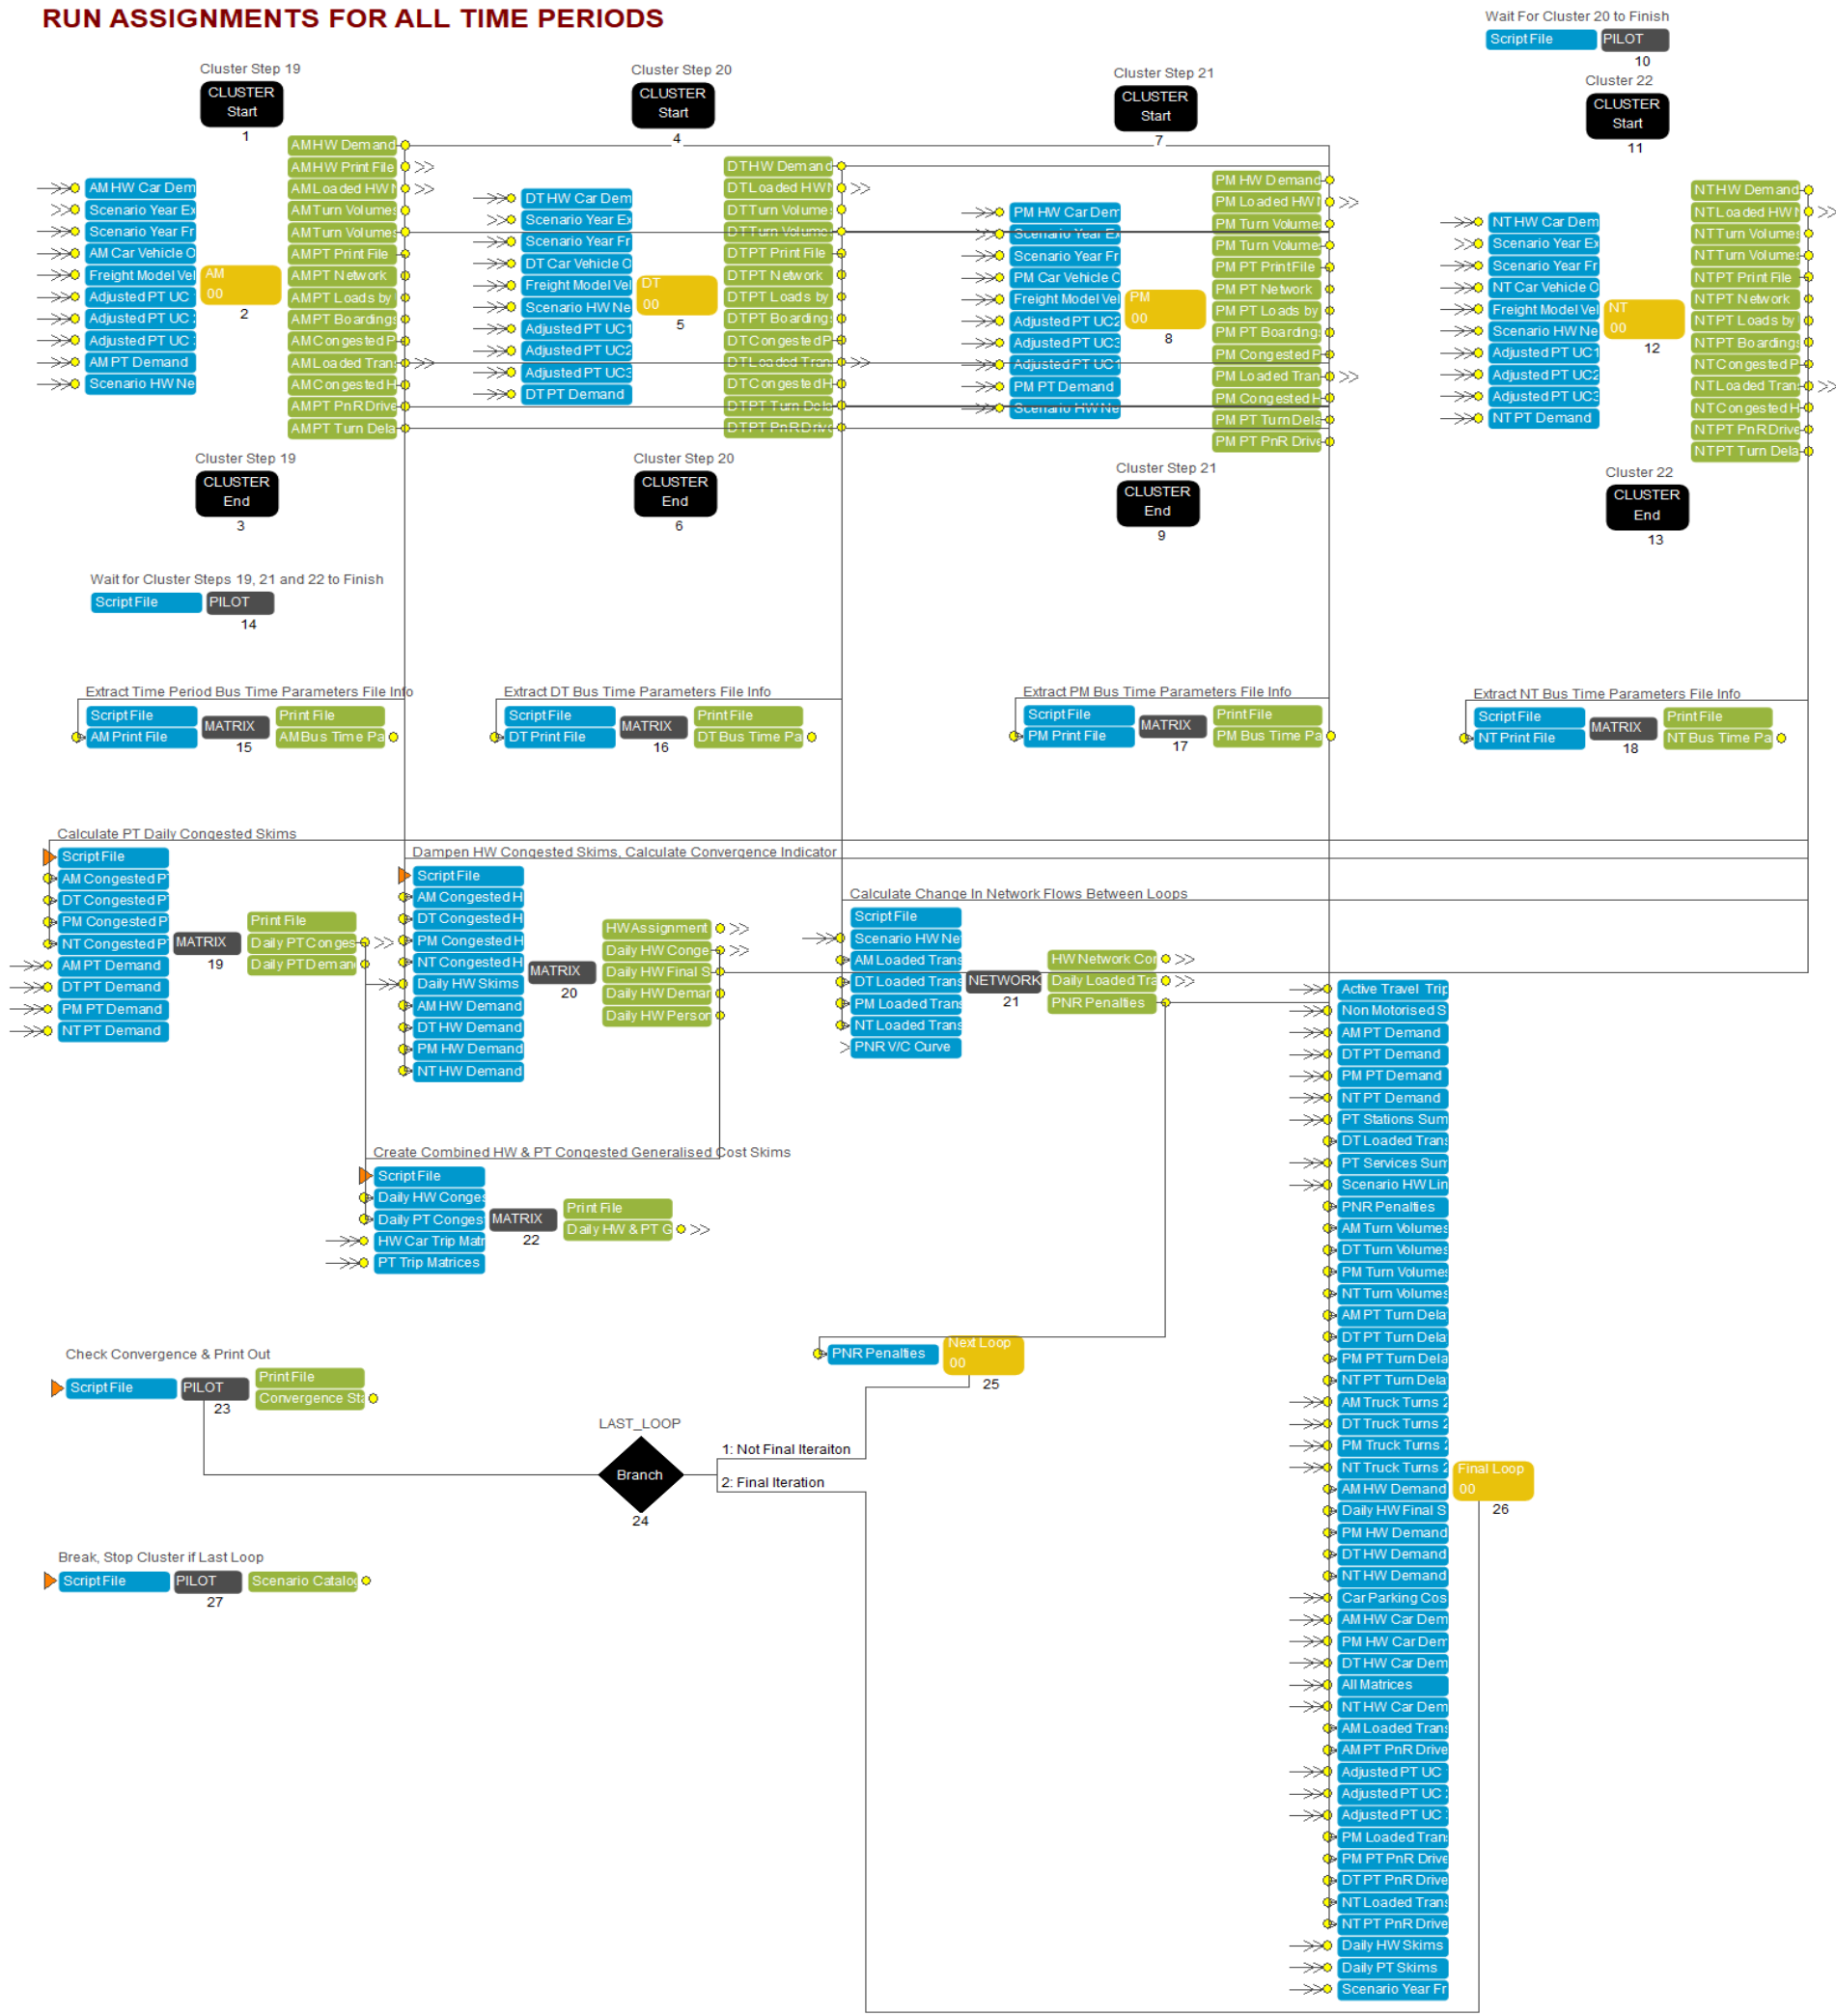 RUN ASSIGNMENTS FOR ALL TIME PERIODS
Wait For Cluster 20 to Finish
Script File
PILOT
10
Cluster Step 19
CLUSTER
Start
1
Cluster Step 20
CLUSTER
Start
4
Cluster Step 21
CLUSTER
Start
7
Cluster 22
CLUSTER
Start
11
AM HW Car Dem
Scenario Year Ex
Scenario Year Fr
AM Car Vehicle O
Freight Model Vel
Adjusted PT UC
Adjusted PT UC
Adjusted PT UC
AM PT Demand
Scenario HW Ne
AM
00
2
AM HW Demand
AM HW Print File
AM Loaded HW N
AM Turn Volumes
AM Turn Volumes
AM PT Print File
AM PT Network
AM PT Loads by
AM PT Boardings
AM Congested P
AM Loaded Trans
AM Congested H
AM PT PnR Drive
AM PT Turn Dela
DT HW Car Dem
Scenario Year Ex
Scenario Year Fr
DT Car Vehicle O
Freight Model Vel
Scenario HW Ne
Adjusted PT UC1
Adjusted PT UC2
Adjusted PT UC3
DT PT Demand
DT
00
5
DT HW Demand
DT Loaded HW N
DT Turn Volumes
DT Turn Volumes
DT PT Print File
DT PT Network
DT PT Loads by
DT PT Boardings
DT Congested P
DT Loaded Trans
DT Congested H
DT PT Turn Dela
DT PT PnR Drive
PM HW Car Dem
Scenario Year Ex
Scenario Year Fr
PM Car Vehicle O
Freight Model Vel
Adjusted PT UC2
Adjusted PT UC3
Adjusted PT UC1
PM PT Demand
Scenario HW Ne
PM
00
8
PM HW Demand
PM Loaded HW N
PM Turn Volume
PM Turn Volume
PM PT Print File
PM PT Network
PM PT Loads by
PM PT Boardings
PM Congested P
PM Loaded Tran
PM Congested H
PM PT Turn Dela
PM PT PnR Drive
NT HW Car Dem
Scenario Year Ex
Scenario Year Fr
NT Car Vehicle O
Freight Model Vel
Scenario HW Ne
Adjusted PT UC1
Adjusted PT UC2
Adjusted PT UC3
NT PT Demand
NT
00
12
NT HW Demand
NT Loaded HW N
NT Turn Volumes
NT Turn Volumes
NT PT Print File
NT PT Network
NT PT Loads by
NT PT Boardings
NT Congested P
NT Loaded Trans
NT Congested H
NT PT PnR Drive
NT PT Turn Dela
Cluster Step 19
CLUSTER
End
3
Cluster Step 20
CLUSTER
End
6
Cluster Step 21
CLUSTER
End
9
Cluster 22
CLUSTER
End
13
Wait for Cluster Steps 19, 21 and 22 to Finish
Script File
PILOT
14
Extract Time Period Bus Time Parameters File Info
Script File
AM Print File
MATRIX
15
Print File
AM Bus Time Pa
Extract DT Bus Time Parameters File Info
Script File
DT Print File
MATRIX
16
Print File
DT Bus Time Pa
Extract PM Bus Time Parameters File Info
Script File
PM Print File
MATRIX
17
Print File
PM Bus Time Pa
Extract NT Bus Time Parameters File Info
Script File
NT Print File
MATRIX
18
Print File
NT Bus Time Pa
Calculate PT Daily Congested Skims
Script File
AM Congested P
DT Congested P
PM Congested P
NT Congested P
AM PT Demand
DT PT Demand
PM PT Demand
NT PT Demand
MATRIX
19
Print File
Daily PT Conges
Daily PT Deman
Dampen HW Congested Skims, Calculate Convergence Indicator
Script File
AM Congested H
DT Congested H
PM Congested H
NT Congested H
Daily HW Skims
AM HW Demand
DT HW Demand
PM HW Demand
NT HW Demand
MATRIX
20
HW Assignment
Daily HW Conge
Daily HW Final S
Daily HW Demar
Daily HW Person
Calculate Change In Network Flows Between Loops
Script File
Scenario HW Ne
AM Loaded Trans
DT Loaded Trans
PM Loaded Trans
NT Loaded Trans
PNR V/C Curve
NETWORK
21
HW Network Cor
Daily Loaded Tra
PNR Penalties
Create Combined HW & PT Congested Generalised Cost Skims
Script File
Daily HW Conges
Daily PT Conges
HW Car Trip Matr
PT Trip Matrices
MATRIX
22
Print File
Daily HW & PT G
Check Convergence & Print Out
Script File
PILOT
23
Print File
Convergence Sta
LAST_LOOP
Branch
24
1: Not Final Iteraiton
2: Final Iteration
PNR Penalties
Next Loop
00
25
Break, Stop Cluster if Last Loop
Script File
PILOT
27
Scenario Catalog
Active Travel Trip
Non Motorised S
AM PT Demand
DT PT Demand
PM PT Demand
NT PT Demand
PT Stations Sum
DT Loaded Trans
PT Services Sum
Scenario HW Lin
PNR Penalties
AM Turn Volumes
DT Turn Volumes
PM Turn Volumes
NT Turn Volumes
AM PT Turn Dela
DT PT Turn Dela
PM PT Turn Dela
NT PT Turn Dela
AM Truck Turns 2
DT Truck Turns 2
PM Truck Turns 2
NT Truck Turns 2
AM HW Demand
Daily HW Final S
PM HW Demand
DT HW Demand
NT HW Demand
Car Parking Cos
AM HW Car Dem
PM HW Car Dem
DT HW Car Dem
All Matrices
NT HW Car Dem
AM Loaded Trans
AM PT PnR Drive
Adjusted PT UC
Adjusted PT UC
Adjusted PT UC
PM Loaded Tran
PM PT PnR Drive
DT PT PnR Drive
NT Loaded Trans
NT PT PnR Drive
Daily HW Skims
Daily PT Skims
Scenario Year Fr
Final Loop
00
26